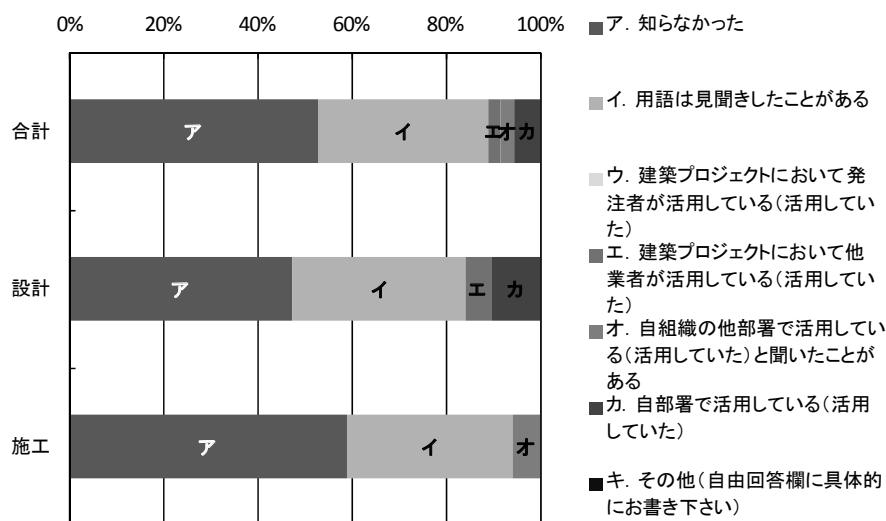 0% 20% 40% 60% 80% 100%
合計
ア イ エ オ カ
設計
ア イ エ カ
施工
ア イ オ
ア. 知らなかった
イ. 用語は見聞きしたことがある
ウ. 建築プロジェクトにおいて発
注者が活用している(活用してい
た)
エ. 建築プロジェクトにおいて他
業者が活用している(活用してい
た)
オ. 自組織の他部署で活用してい
る(活用していた)と聞いたことが
ある
カ. 自部署で活用している(活用
していた)
キ. その他(自由回答欄に具体的
にお書き下さい)